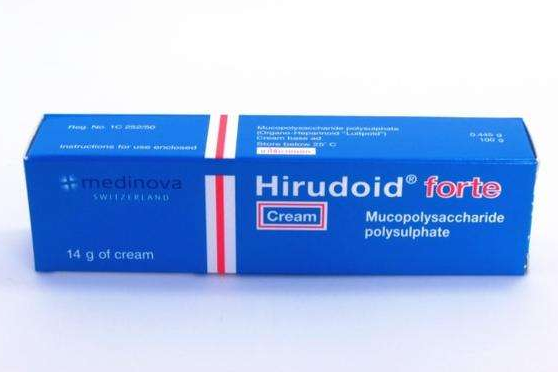 Reg. No. 1C 252/50
Instructions for use enclosed
Mucopolysaccharide polysulphate
(Organo-Heparinoid "Luitpold") 0.445 g
Cream base ad 100 g
Store below 25° C
medinova
SWITZERLAND
14 g of cream
Hirudoid® forte
Cream
Mucopolysaccharide
polysulphate